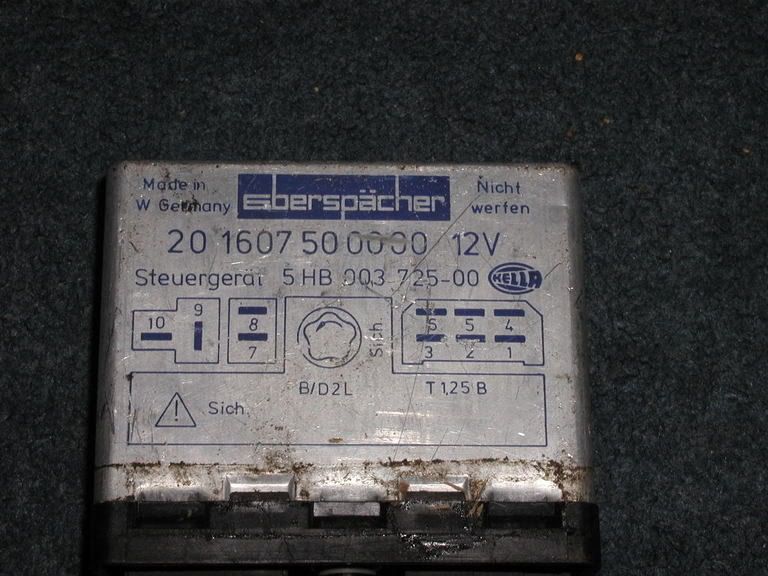 Made in
W Germany
Eberspächer
Nicht
werfen
20 1607 50 0000 12V
Steuergerät 5 HB 003 725-00 HELLA
10 9 8 7 Sich 6 5 4 3 2 1
B/D2L T 1,25 B
Sich.